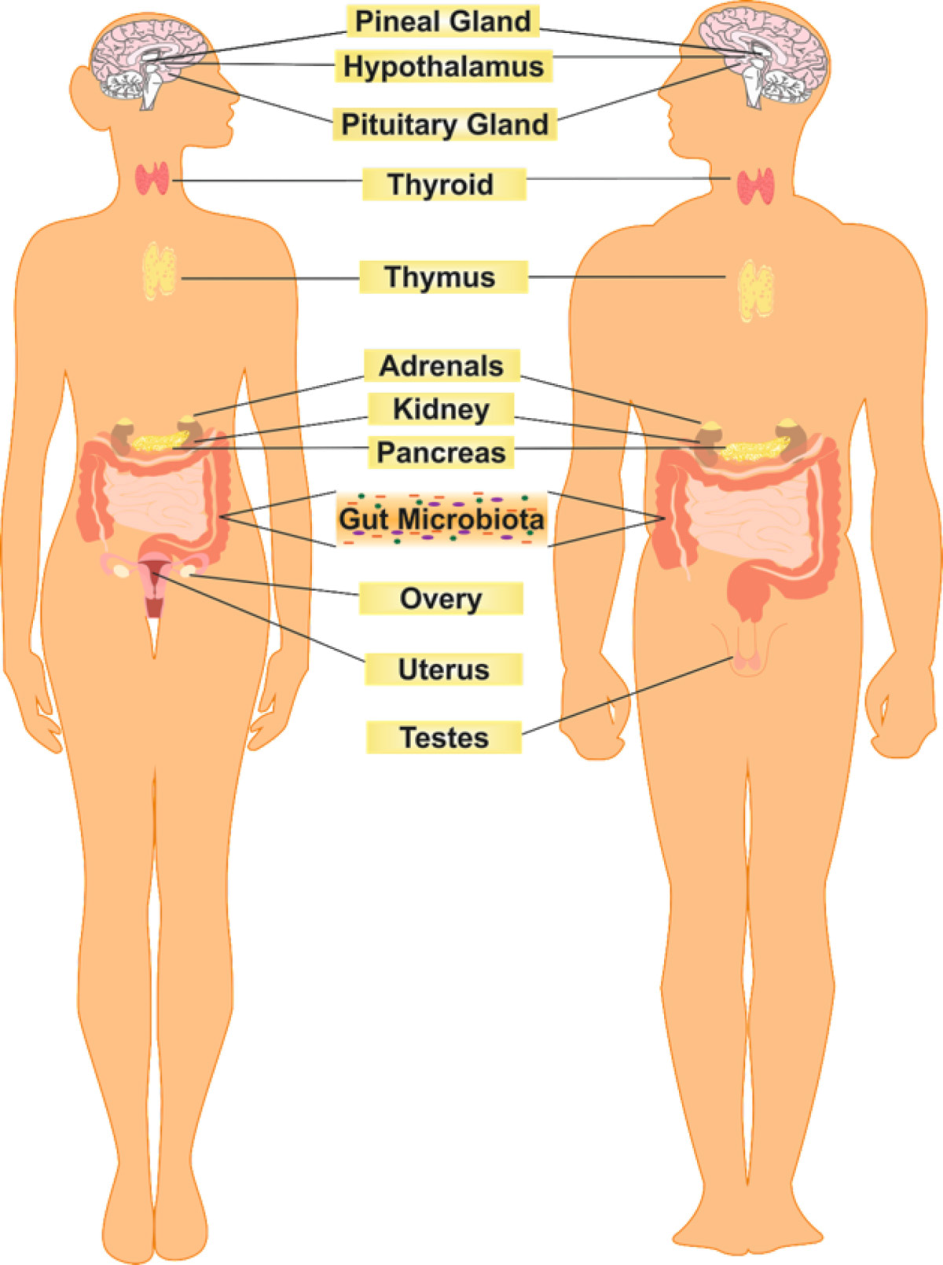 Pineal Gland
Hypothalamus
Pituitary Gland
Thyroid
Thymus
Adrenals
Kidney
Pancreas
Gut Microbiota
Overy
Uterus
Testes